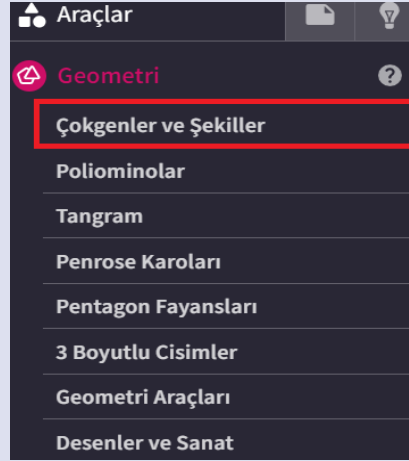 Araçlar
Geometri
Çokgenler ve Şekiller
Poliominolar
Tangram
Penrose Karoları
Pentagon Fayansları
3 Boyutlu Cisimler
Geometri Araçları
Desenler ve Sanat